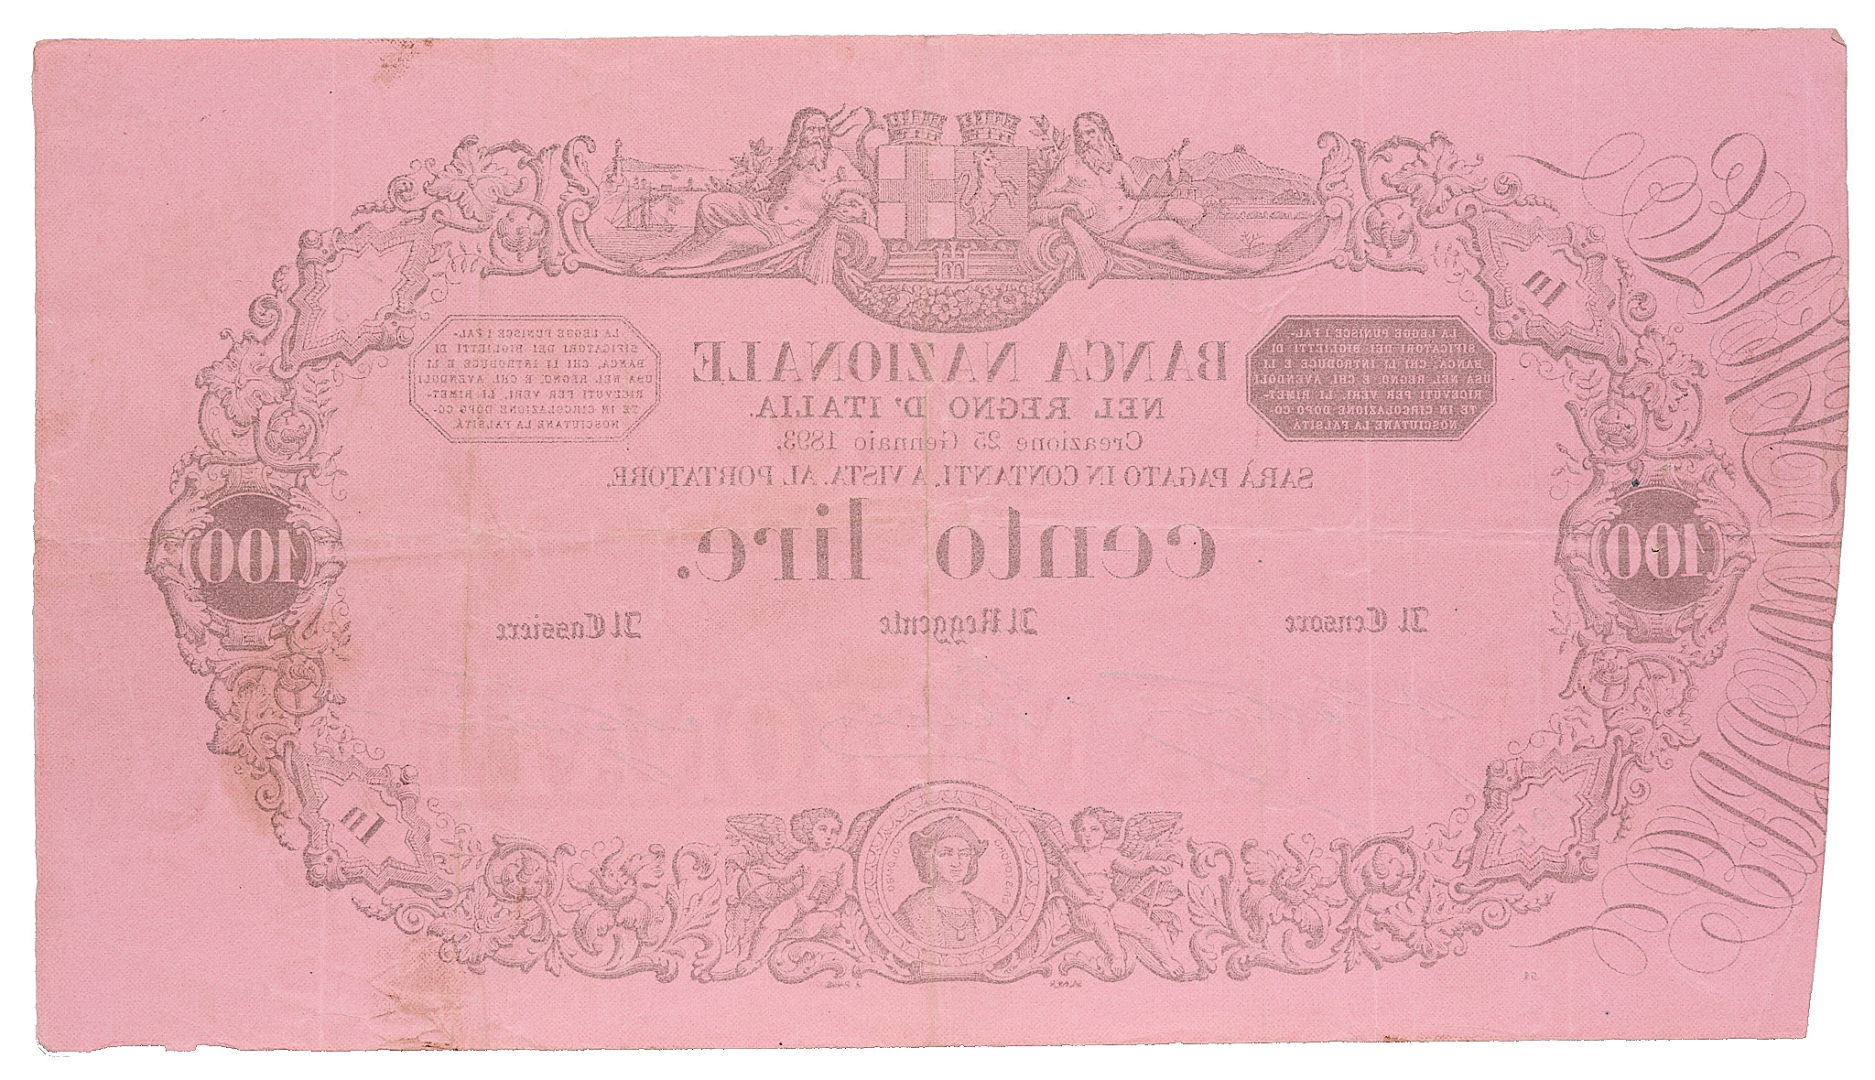 BANCA NAZIONALE
NEL REGNO D'ITALIA.
Creazione 25 Gennaio 1893.
SARÀ PAGATO IN CONTANTI, A VISTA, AL PORTATORE.
cento lire.
LA LEGGE PUNISCE I FAL-
SIFICATORI DEI BIGLIETTI DI
BANCA, CHI LI INTRODUCE E LI
USA NEL REGNO, E CHI, AVENDOLI
RICEVUTI PER VERI, LI RIMET-
TE IN CIRCOLAZIONE DOPO CO-
NOSCIUTANE LA FALSITÀ
LA LEGGE PUNISCE I FAL-
SIFICATORI DEI BIGLIETTI DI
BANCA, CHI LI INTRODUCE E LI
USA NEL REGNO, E CHI, AVENDOLI
RICEVUTI PER VERI, LI RIMET-
TE IN CIRCOLAZIONE DOPO CO-
NOSCIUTANE LA FALSITÀ
100
100
Il Censore
Il Reggente
Il Cassiere